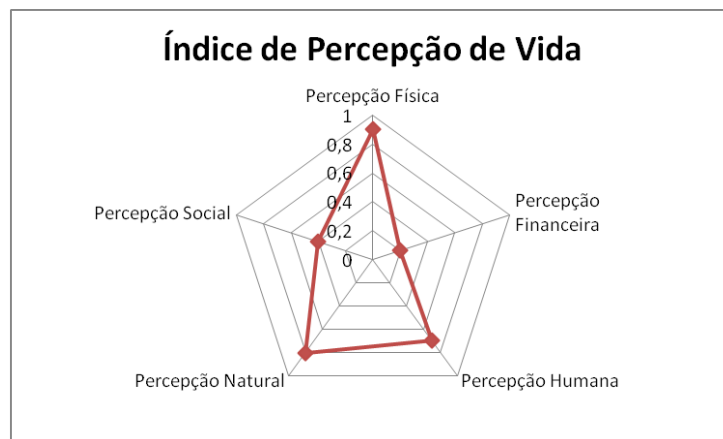 Índice de Percepção de Vida
Percepção Física
1
0,8
0,6
0,4
0,2
0
Percepção
Financeira
Percepção Social
Percepção Natural
Percepção Humana